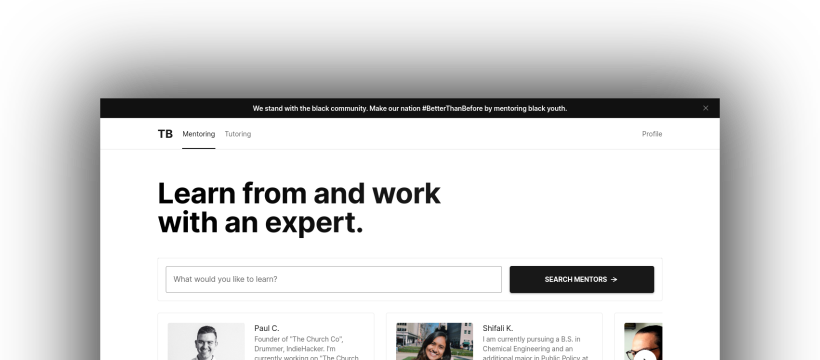 We stand with the black community. Make our nation #BetterThanBefore by mentoring black youth.
TB Mentoring Tutoring Profile
Learn from and work
with an expert.
What would you like to learn? SEARCH MENTORS →
Paul C.
Founder of "The Church Co",
Drummer, IndieHacker. I'm
currently working on "The Church
Shifali K.
I am currently pursuing a B.S. in
Chemical Engineering and an
additional major in Public Policy at